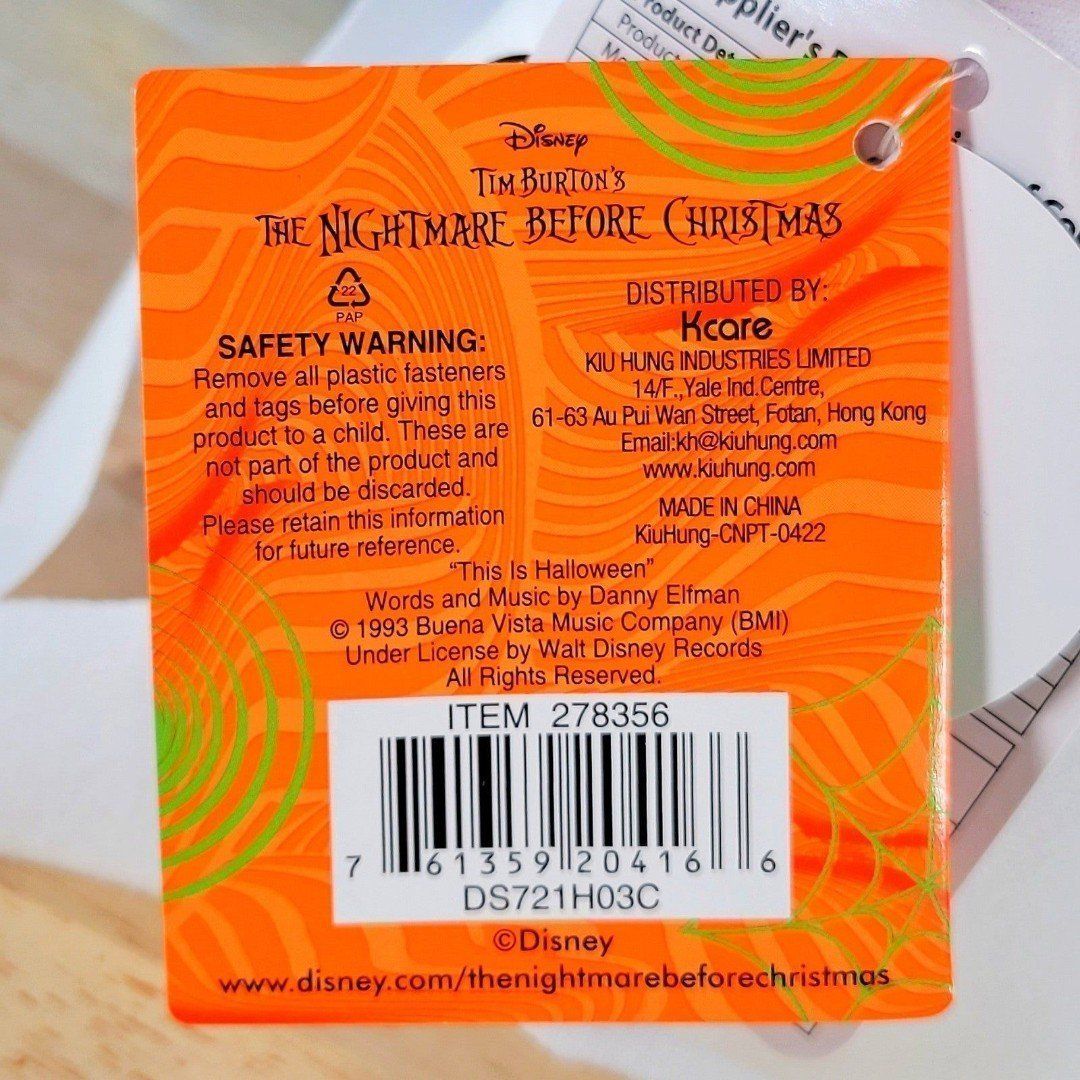 pplier's
roduct De
Produc
Disney
TIM BURTON'S
THE NIGHTMARE BEFORE CHRISTMAS
22
PAP
SAFETY WARNING:
Remove all plastic fasteners
and tags before giving this
product to a child. These are
not part of the product and
should be discarded.
Please retain this information
for future reference.
DISTRIBUTED BY:
Kcare
KIU HUNG INDUSTRIES LIMITED
14/F.,Yale Ind.Centre,
61-63 Au Pui Wan Street, Fotan, Hong Kong
Email:kh@kiuhung.com
www.kiuhung.com
MADE IN CHINA
KiuHung-CNPT-0422
“This Is Halloween”
Words and Music by Danny Elfman
© 1993 Buena Vista Music Company (BMI)
Under License by Walt Disney Records
All Rights Reserved.
ITEM 278356
7 61359 20416 6
DS721H03C
©Disney
www.disney.com/thenightmarebeforechristmas